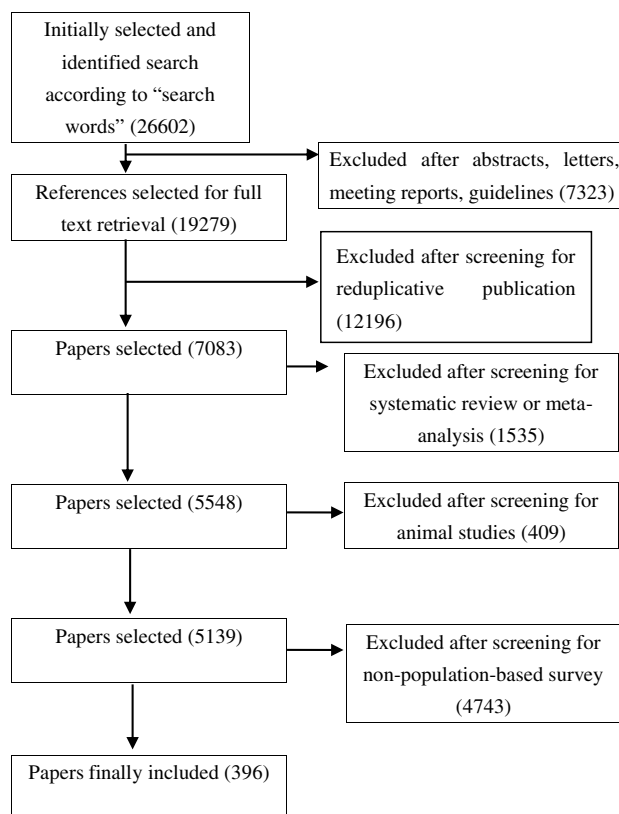 Initially selected and
identified search
according to “search
words” (26602)
Excluded after abstracts, letters,
meeting reports, guidelines (7323)
References selected for full
text retrieval (19279)
Excluded after screening for
reduplicative publication
(12196)
Papers selected (7083)
Excluded after screening for
systematic review or meta-
analysis (1535)
Papers selected (5548)
Excluded after screening for
animal studies (409)
Papers selected (5139)
Excluded after screening for
non-population-based survey
(4743)
Papers finally included (396)